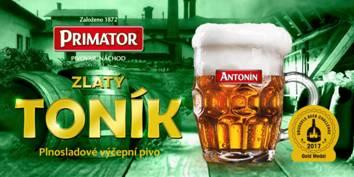 Založeno 1872
PRIMATOR
PIVOVAR NÁCHOD
ZLATÝ
TONÍK
Plnosladové výčepní pivo
ANTONÍN
2017
Gold Medal